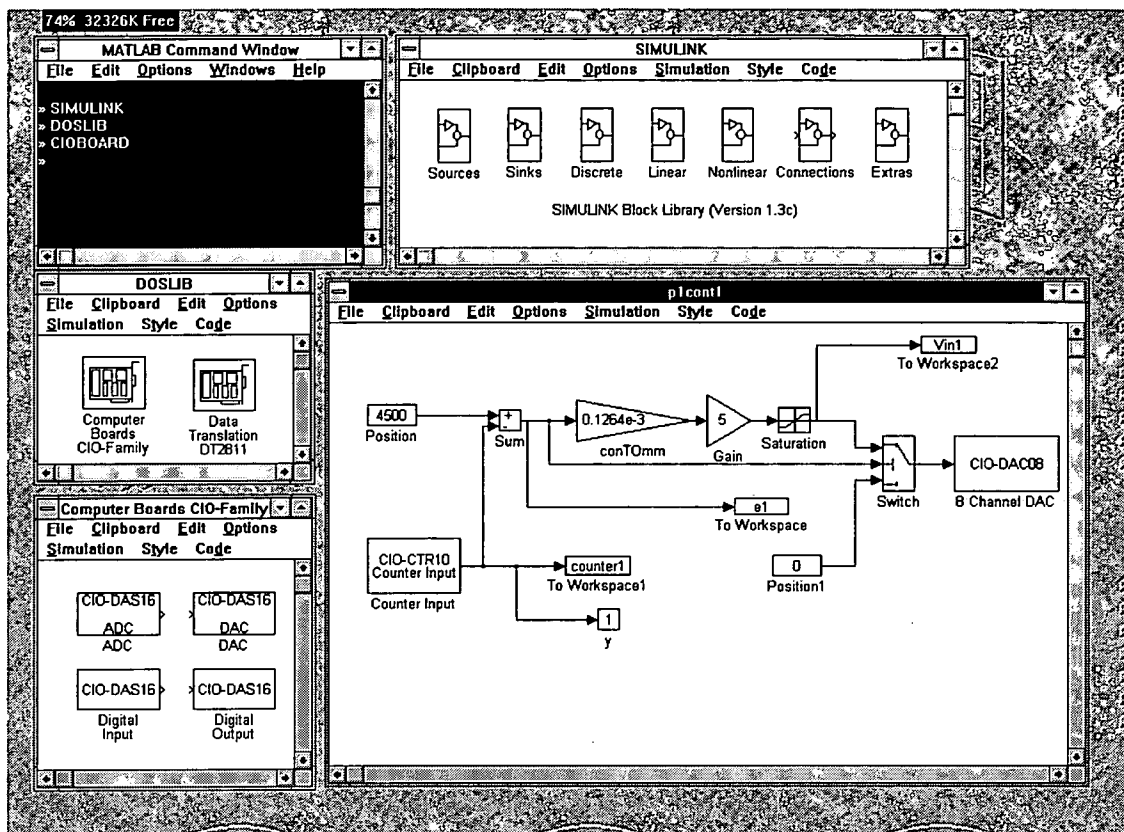 74% 32326K Free
MATLAB Command Window
File Edit Options Windows Help
» SIMULINK
» DOSLIB
» CIOBOARD
»
SIMULINK
File Clipboard Edit Options Simulation Style Code
Sources Sinks Discrete Linear Nonlinear Connections Extras
SIMULINK Block Library (Version 1.3c)
DOSLIB
File Clipboard Edit Options
Simulation Style Code
Computer
Boards
CIO-Family
Data
Translation
DT2811
Computer Boards CIO-Family
File Clipboard Edit Options
Simulation Style Code
CIO-DAS16
ADC
ADC
CIO-DAS16
DAC
DAC
CIO-DAS16
Digital
Input
CIO-DAS16
Digital
Output
p1cont1
File Clipboard Edit Options Simulation Style Code
Vin1
To Workspace2
4500
Position
+
-
Sum
0.1264e-3
conTOmm
5
Gain
Saturation
Switch
CIO-DAC08
8 Channel DAC
e1
To Workspace
CIO-CTR10
Counter Input
Counter Input
counter1
To Workspace1
0
Position1
1
y